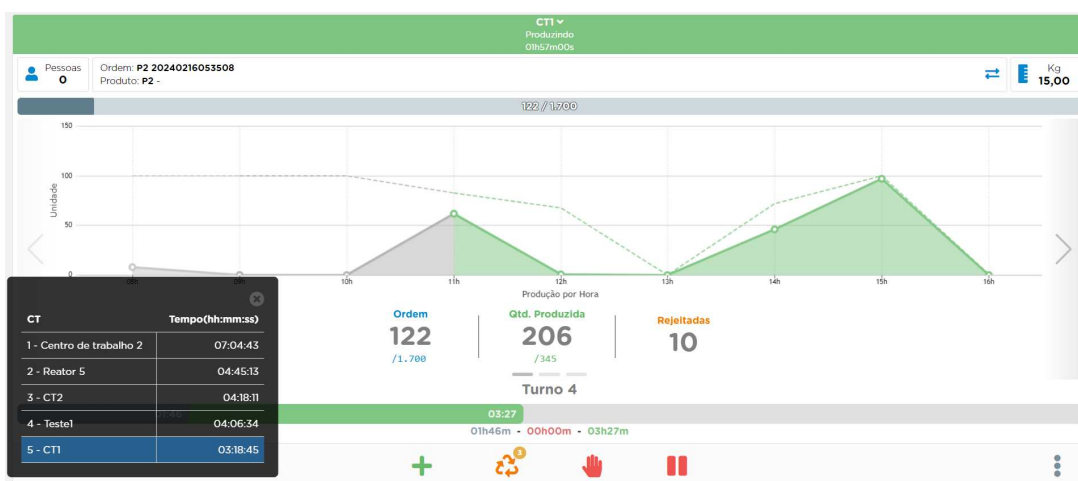 CT1
Produzindo
01h57m00s
Pessoas
0
Ordem: P2 20240216053508
Produto: P2 -
Kg
15,00
122 / 1.700
150
100
50
0
Unidade
08h 09h 10h 11h 12h 13h 14h 15h 16h
Produção por Hora
CT Tempo(hh:mm:ss)
1 - Centro de trabalho 2 07:04:43
2 - Reator 5 04:45:13
3 - CT2 04:18:11
4 - Teste1 04:06:34
5 - CT1 03:18:45
Ordem
122
/1.700
Qtd. Produzida
206
/345
Rejeitadas
10
Turno 4
01:46 03:27
01h46m - 00h00m - 03h27m
3